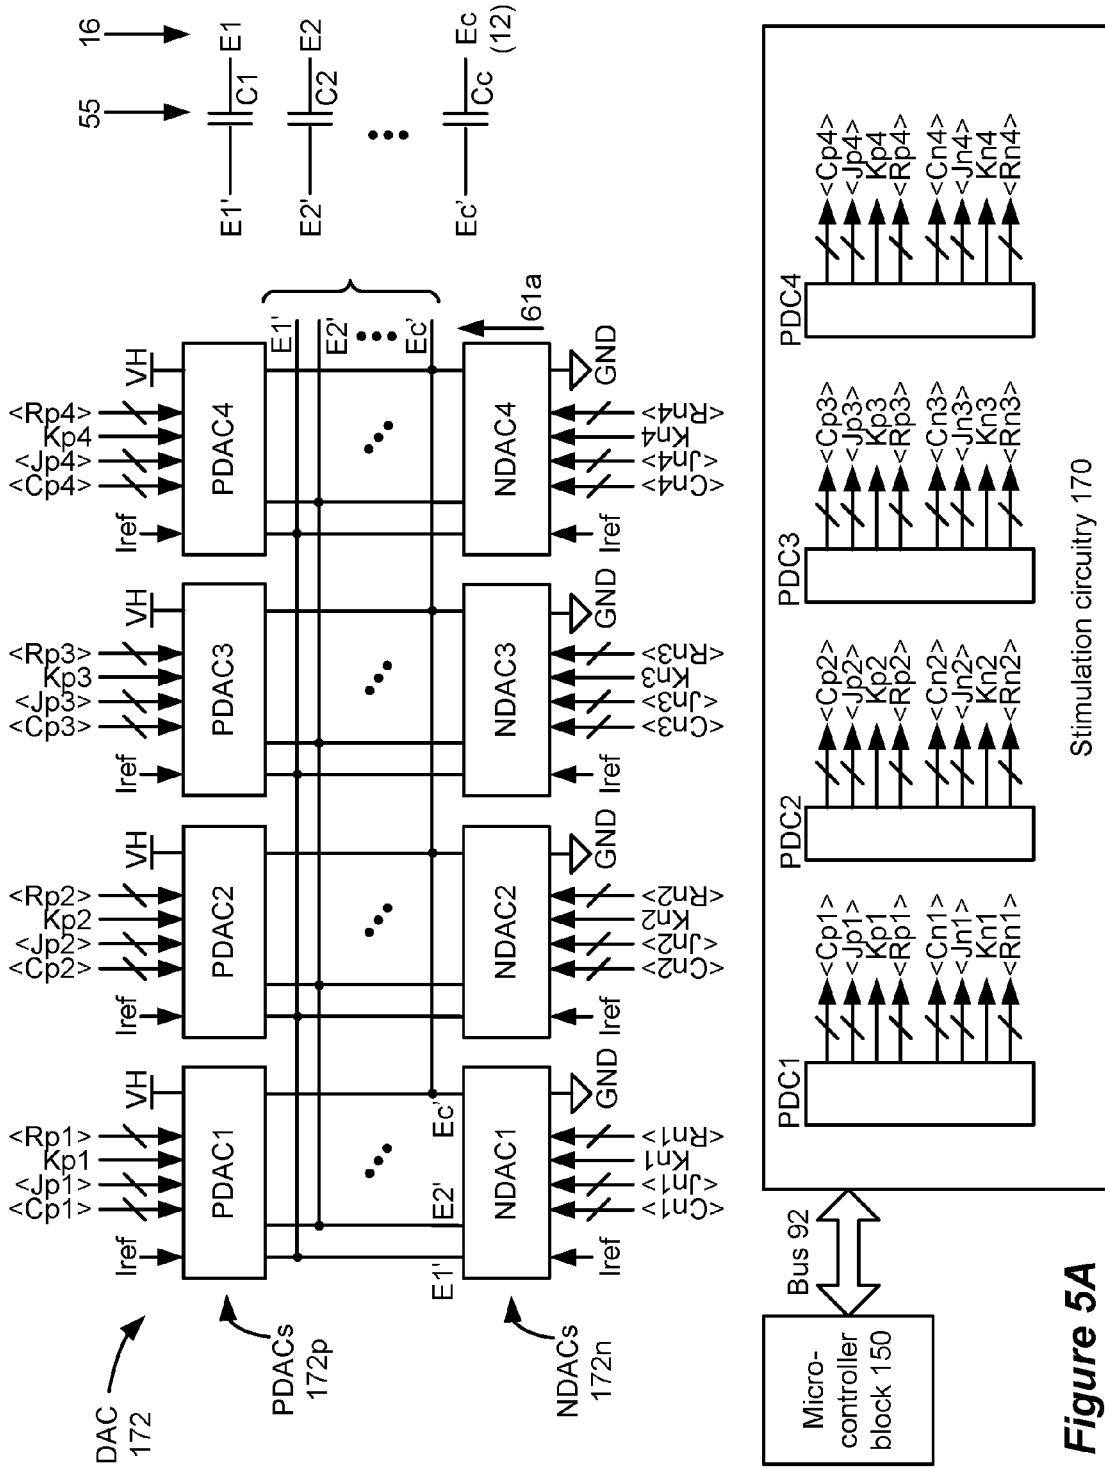 DAC
172
<Cp1>
<Jp1>
Kp1
<Rp1>
<Cp2>
<Jp2>
Kp2
<Rp2>
<Cp3>
<Jp3>
Kp3
<Rp3>
<Cp4>
<Jp4>
Kp4
<Rp4>
Iref
VH
Iref
VH
Iref
VH
Iref
VH
PDACs
172p
PDAC1
PDAC2
PDAC3
PDAC4
E1'
E2'
Ec'
E1'
E2'
Ec'
NDACs
172n
NDAC1
NDAC2
NDAC3
NDAC4
61a
Iref
GND
Iref
GND
Iref
GND
Iref
GND
<Cn1>
<Jn1>
Kn1
<Rn1>
<Cn2>
<Jn2>
Kn2
<Rn2>
<Cn3>
<Jn3>
Kn3
<Rn3>
<Cn4>
<Jn4>
Kn4
<Rn4>
55
16
E1'
C1
E1
E2'
C2
E2
Ec'
Cc
Ec
(12)
Micro-
controller
block 150
Bus 92
PDC1
<Cp1>
<Jp1>
Kp1
<Rp1>
<Cn1>
<Jn1>
Kn1
<Rn1>
PDC2
<Cp2>
<Jp2>
Kp2
<Rp2>
<Cn2>
<Jn2>
Kn2
<Rn2>
PDC3
<Cp3>
<Jp3>
Kp3
<Rp3>
<Cn3>
<Jn3>
Kn3
<Rn3>
PDC4
<Cp4>
<Jp4>
Kp4
<Rp4>
<Cn4>
<Jn4>
Kn4
<Rn4>
Stimulation circuitry 170
Figure 5A